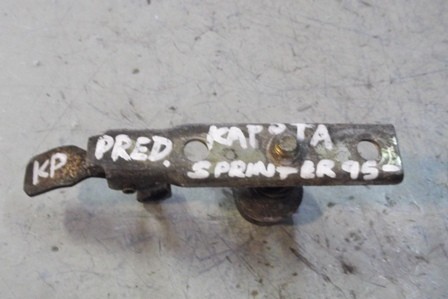 KP PRED. KAPOTA
SPRINTER 95-